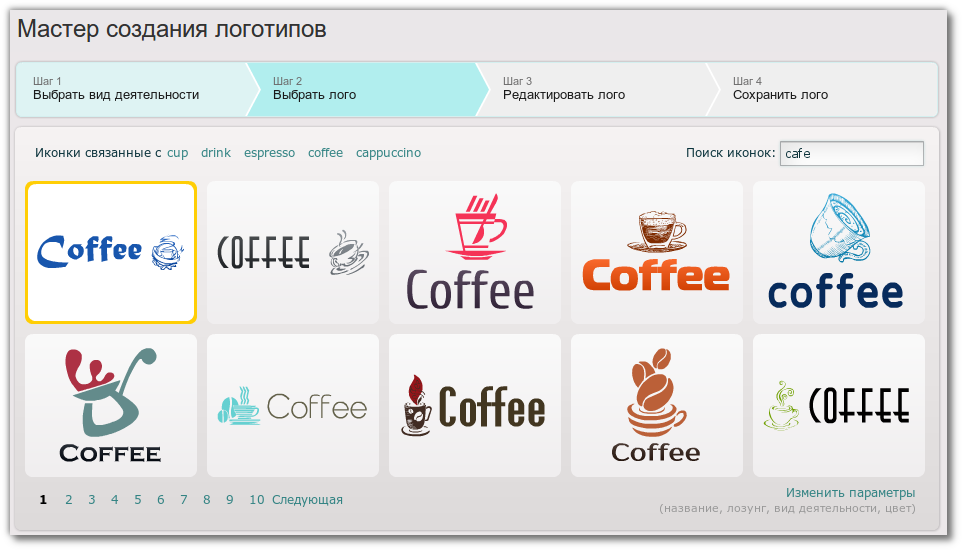 Мастер создания логотипов
Шаг 1
Выбрать вид деятельности
Шаг 2
Выбрать лого
Шаг 3
Редактировать лого
Шаг 4
Сохранить лого
Иконки связанные с cup drink espresso coffee cappuccino
Поиск иконок: cafe
Coffee
COFFEE
Coffee
Coffee
coffee
COFFEE
Coffee
Coffee
Coffee
COFFEE
1 2 3 4 5 6 7 8 9 10 Следующая
Изменить параметры
(название, лозунг, вид деятельности, цвет)